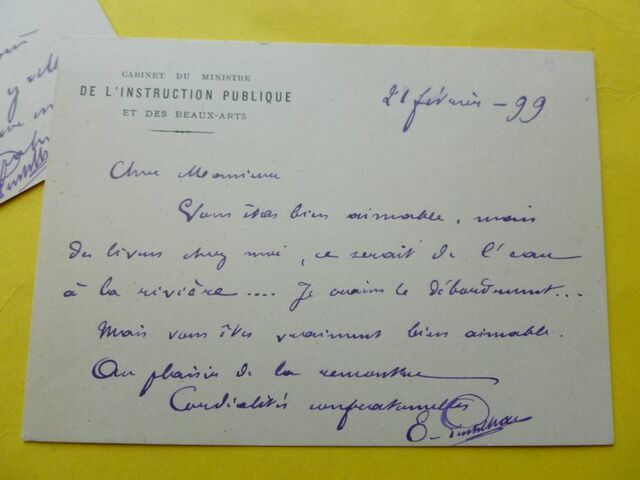 CABINET DU MINISTRE
DE L'INSTRUCTION PUBLIQUE
ET DES BEAUX-ARTS
21 février - 99
Cher Monsieur
Vous êtes bien aimable, mais
des livres chez moi, ce serait de l'eau
à la rivière .... Je crains le débordement...
Mais vous êtes vraiment bien aimable.
Au plaisir de la rencontre
Cordialités confraternelles
E.